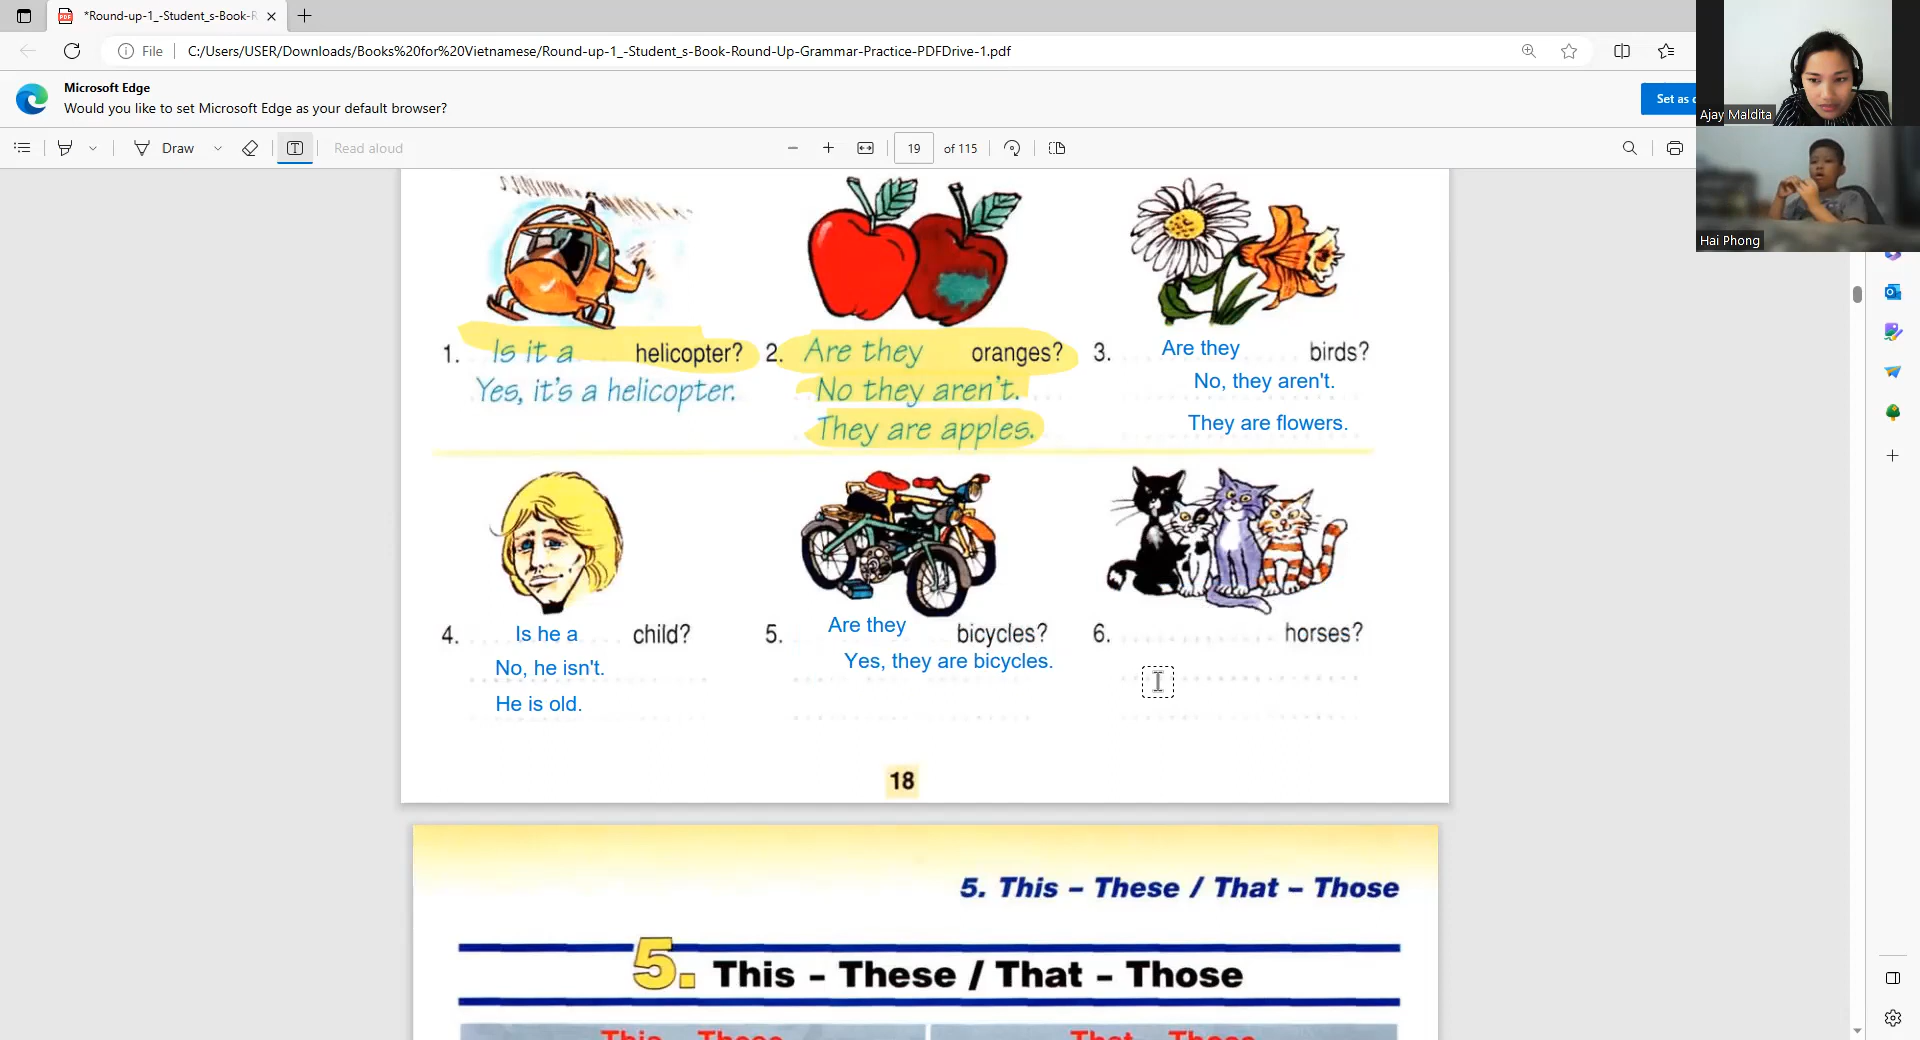 *Round-up-1_-Student_s-Book-R
File
C:/Users/USER/Downloads/Books%20for%20Vietnamese/Round-up-1_-Student_s-Book-Round-Up-Grammar-Practice-PDFDrive-1.pdf
Microsoft Edge
Would you like to set Microsoft Edge as your default browser?
Set as
Ajay Maldita
Draw
Read aloud
19 of 115
Hai Phong
1. Is it a helicopter?
Yes, it's a helicopter.
2. Are they oranges?
No they aren't.
They are apples.
3. Are they birds?
No, they aren't.
They are flowers.
4. Is he a child?
No, he isn't.
He is old.
5. Are they bicycles?
Yes, they are bicycles.
6. horses?
18
5. This – These / That – Those
5. This – These / That – Those
This These
That Those